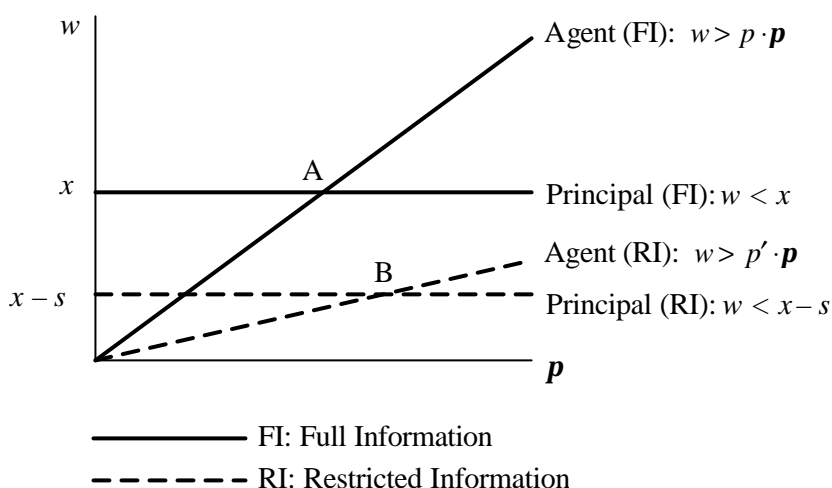 w
Agent (FI): w > p · p
A
x
Principal (FI): w < x
Agent (RI): w > p′ · p
B
x – s
Principal (RI): w < x – s
p
FI: Full Information
RI: Restricted Information